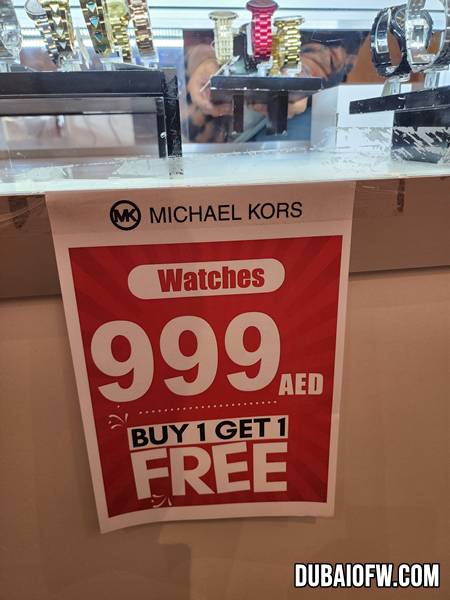 MK MICHAEL KORS
Watches
999 AED
BUY 1 GET 1
FREE
DUBAIOFW.COM